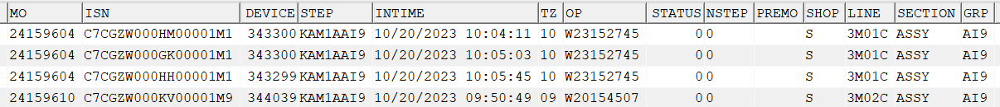 MO ISN DEVICE STEP INTIME TZ OP STATUS NSTEP PREMO SHOP LINE SECTION GRP
24159604 C7CGZW000HM00001M1 343300 KAM1AAI9 10/20/2023 10:04:11 10 W23152745 0 0 S 3M01C ASSY AI9
24159604 C7CGZW000GK00001M1 343300 KAM1AAI9 10/20/2023 10:05:03 10 W23152745 0 0 S 3M01C ASSY AI9
24159604 C7CGZW000HH00001M1 343299 KAM1AAI9 10/20/2023 10:05:45 10 W23152745 0 0 S 3M01C ASSY AI9
24159610 C7CGZW000KV00001M9 344039 KAM1AAI9 10/20/2023 09:50:49 09 W20154507 0 0 S 3M02C ASSY AI9